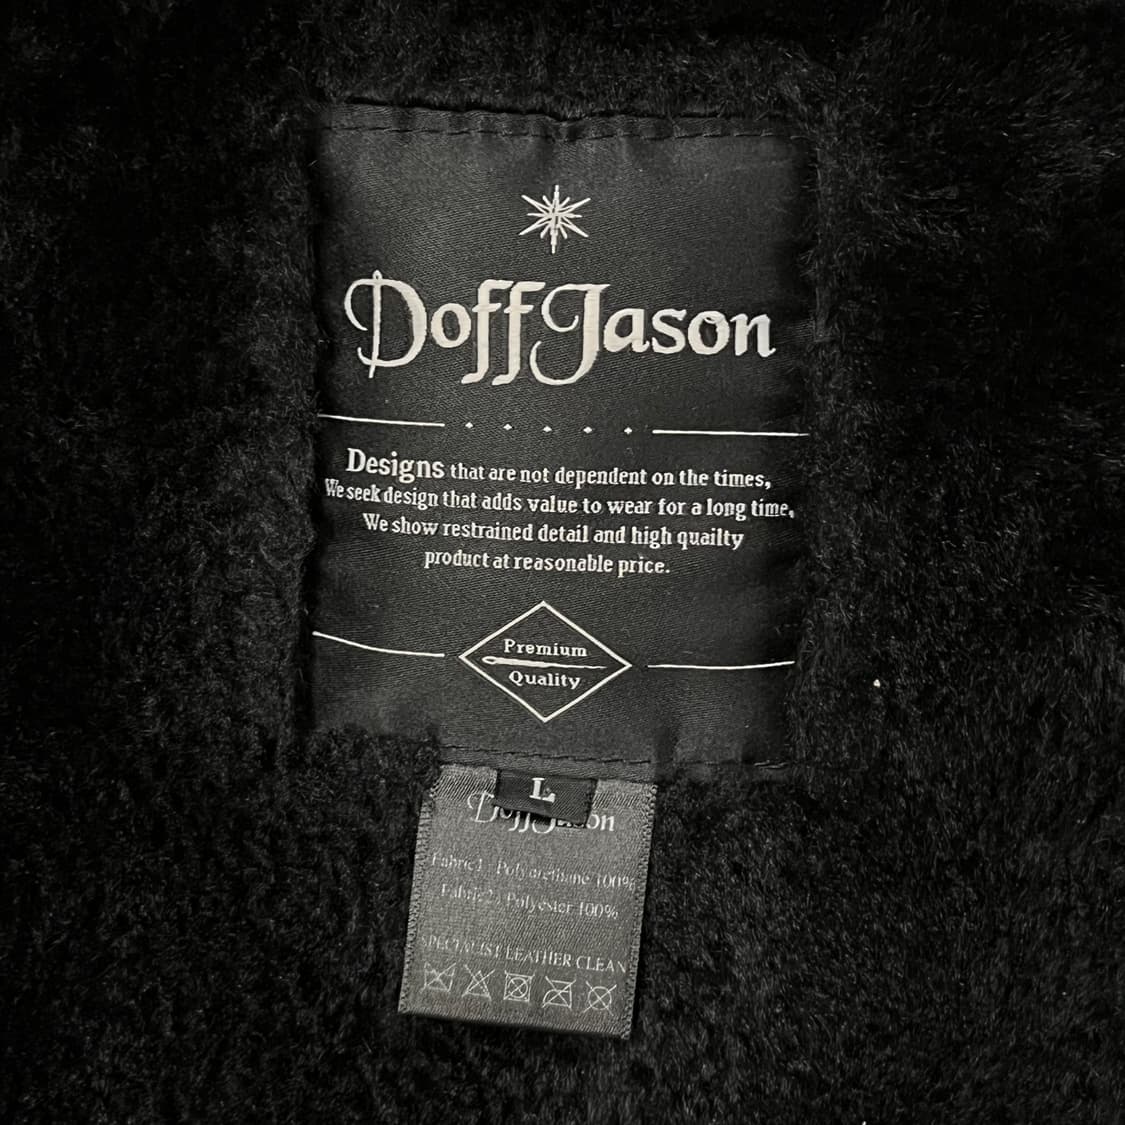 DoffJason
Designs that are not dependent on the times,
We seek design that adds value to wear for a long time.
We show restrained detail and high quailty
product at reasonable price.
Premium
Quality
L
DoffJason
Fabric1 : Polyurethane 100%
Fabric2 : Polyester 100%
SPECIALIST LEATHER CLEAN